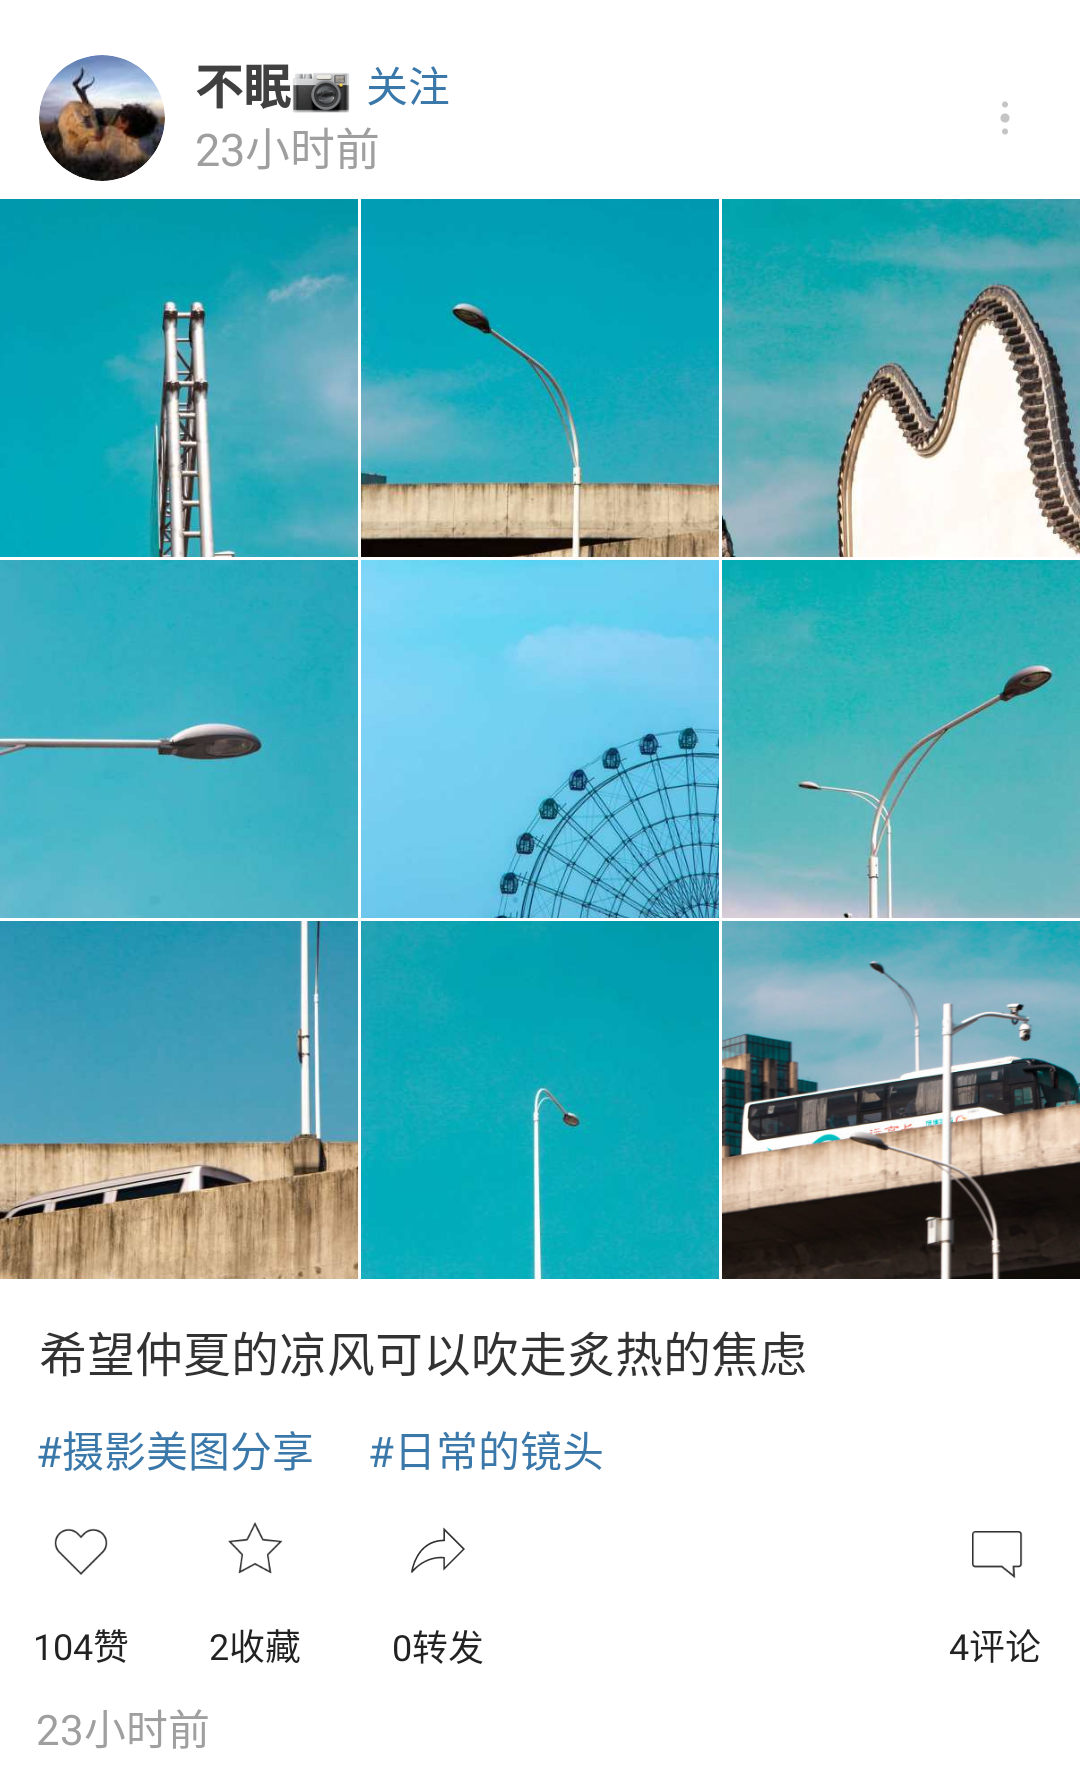 不眠📷 关注
23小时前
希望仲夏的凉风可以吹走炙热的焦虑
#摄影美图分享 #日常的镜头
104赞 2收藏 0转发 4评论
23小时前